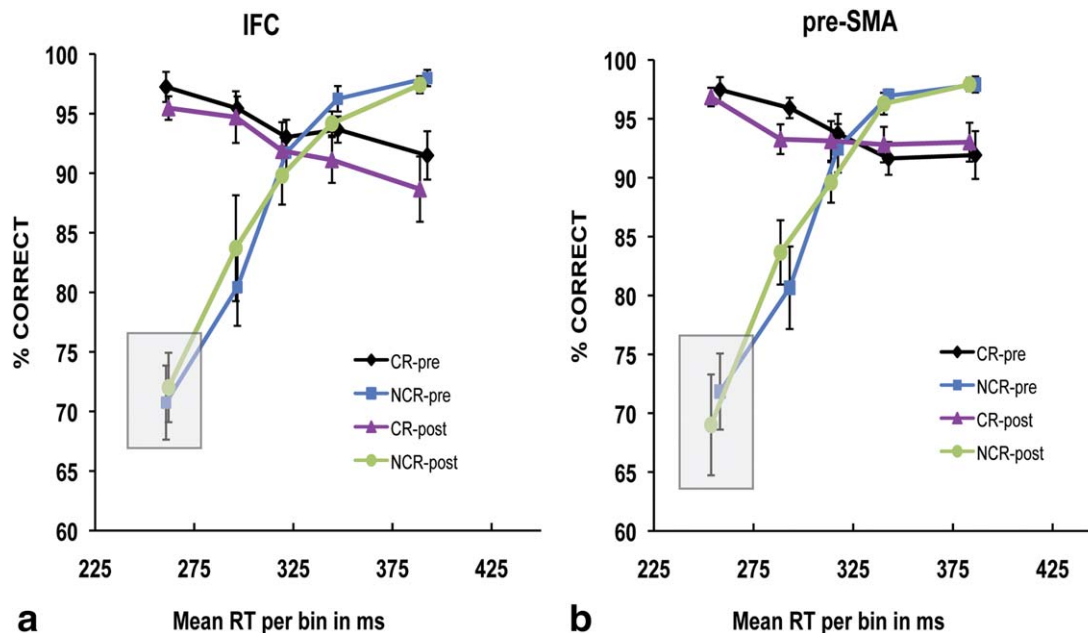 IFC
% CORRECT
100
95
90
85
80
75
70
65
60
225 275 325 375 425
Mean RT per bin in ms
CR-pre
NCR-pre
CR-post
NCR-post
a
pre-SMA
% CORRECT
100
95
90
85
80
75
70
65
60
225 275 325 375 425
Mean RT per bin in ms
CR-pre
NCR-pre
CR-post
NCR-post
b